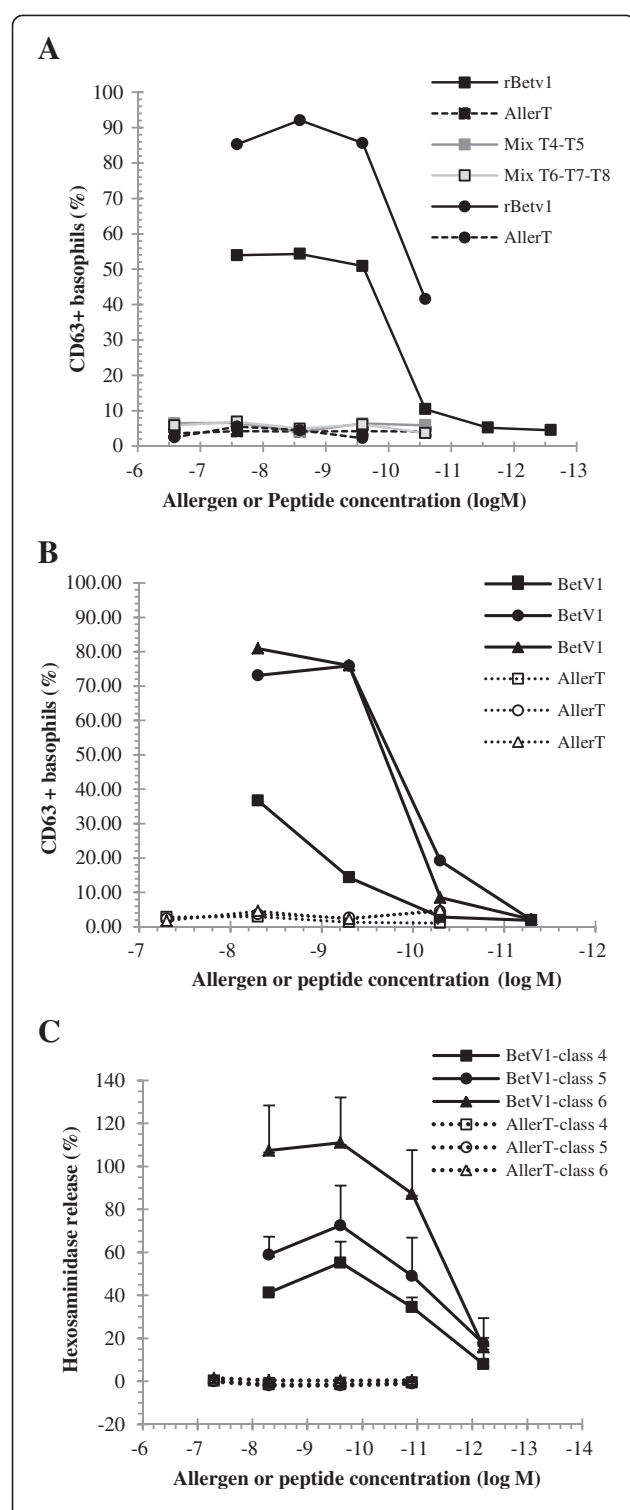 A
rBetv1
AllerT
Mix T4-T5
Mix T6-T7-T8
rBetv1
AllerT
100
90
80
70
60
50
40
30
20
10
0
CD63+ basophils (%)
-6 -7 -8 -9 -10 -11 -12 -13
Allergen or Peptide concentration (logM)
B
BetV1
BetV1
BetV1
AllerT
AllerT
AllerT
100.00
90.00
80.00
70.00
60.00
50.00
40.00
30.00
20.00
10.00
0.00
CD63 + basophils (%)
-7 -8 -9 -10 -11 -12
Allergen or peptide concentration (log M)
C
BetV1-class 4
BetV1-class 5
BetV1-class 6
AllerT-class 4
AllerT-class 5
AllerT-class 6
140
120
100
80
60
40
20
0
-20
Hexosaminidase release (%)
-6 -7 -8 -9 -10 -11 -12 -13 -14
Allergen or peptide concentration (log M)